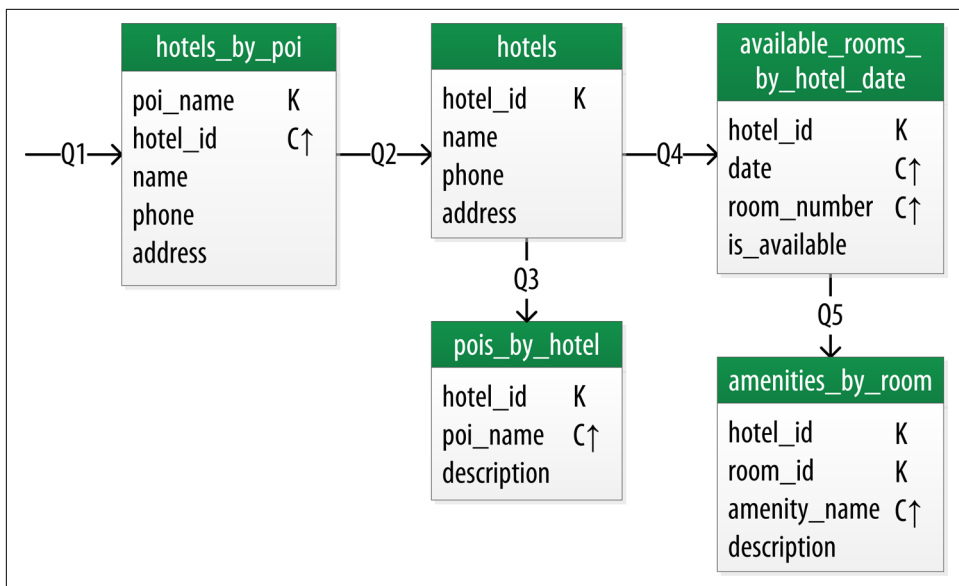 hotels_by_poi
poi_name K
hotel_id C↑
name
phone
address
Q1
Q2
hotels
hotel_id K
name
phone
address
Q4
available_rooms_
by_hotel_date
hotel_id K
date C↑
room_number C↑
is_available
Q3
pois_by_hotel
hotel_id K
poi_name C↑
description
Q5
amenities_by_room
hotel_id K
room_id K
amenity_name C↑
description